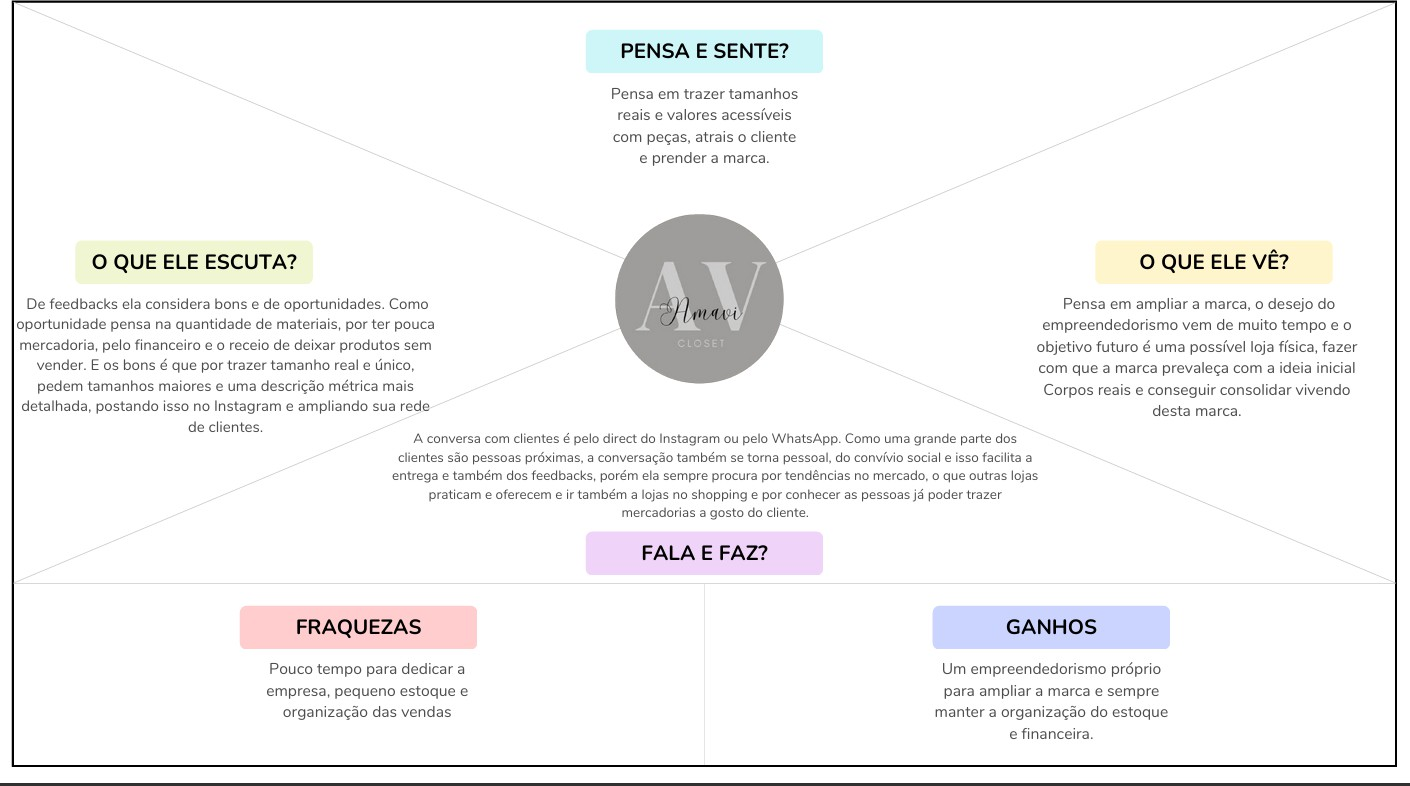 PENSA E SENTE?
Pensa em trazer tamanhos
reais e valores acessíveis
com peças, atrais o cliente
e prender a marca.
O QUE ELE ESCUTA?
De feedbacks ela considera bons e de oportunidades. Como
oportunidade pensa na quantidade de materiais, por ter pouca
mercadoria, pelo financeiro e o receio de deixar produtos sem
vender. E os bons é que por trazer tamanho real e único,
pedem tamanhos maiores e uma descrição métrica mais
detalhada, postando isso no Instagram e ampliando sua rede
de clientes.
AV
Amavi
CLOSET
O QUE ELE VÊ?
Pensa em ampliar a marca, o desejo do
empreendedorismo vem de muito tempo e o
objetivo futuro é uma possível loja física, fazer
com que a marca prevaleça com a ideia inicial
Corpos reais e conseguir consolidar vivendo
desta marca.
A conversa com clientes é pelo direct do Instagram ou pelo WhatsApp. Como uma grande parte dos
clientes são pessoas próximas, a conversação também se torna pessoal, do convívio social e isso facilita a
entrega e também dos feedbacks, porém ela sempre procura por tendências no mercado, o que outras lojas
praticam e oferecem e ir também a lojas no shopping e por conhecer as pessoas já poder trazer
mercadorias a gosto do cliente.
FALA E FAZ?
FRAQUEZAS
Pouco tempo para dedicar a
empresa, pequeno estoque e
organização das vendas
GANHOS
Um empreendedorismo próprio
para ampliar a marca e sempre
manter a organização do estoque
e financeira.